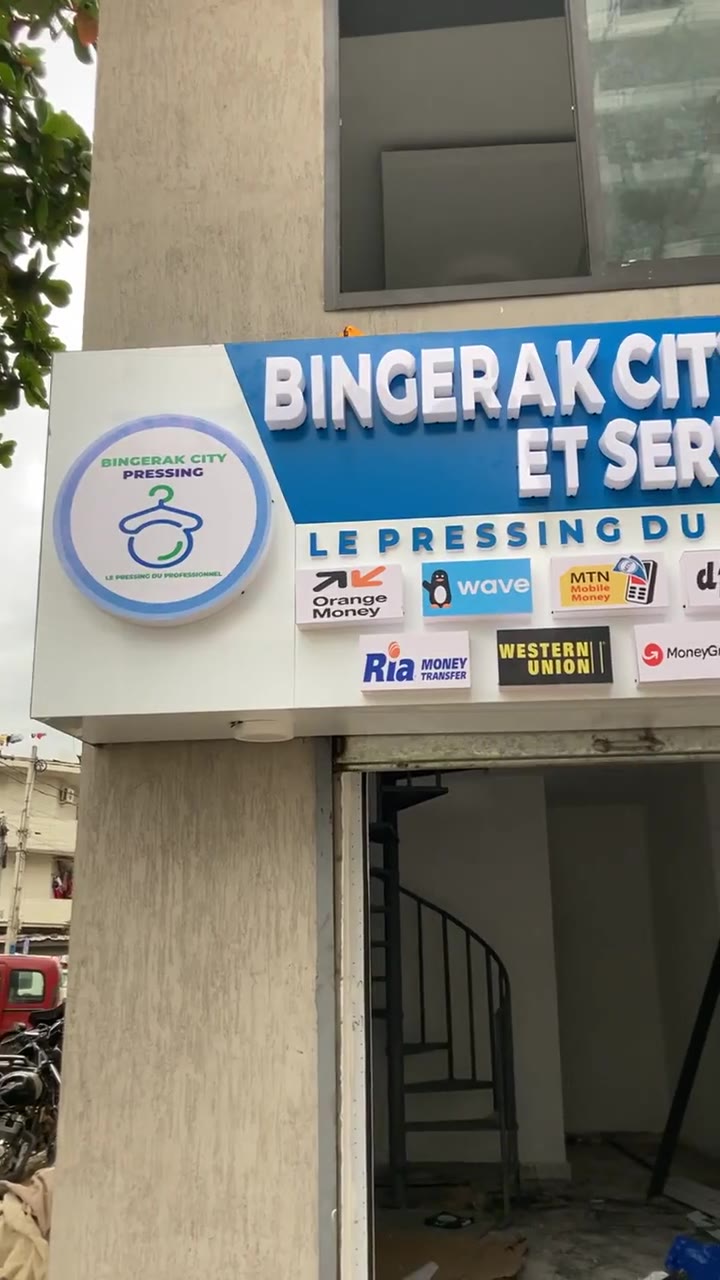 BINGERAK CITY
ET SERV
LE PRESSING DU
BINGERAK CITY
PRESSING
LE PRESSING DU PROFESSIONNEL
Orange
Money
wave
MTN
Mobile
Money
Ria MONEY
TRANSFER
WESTERN
UNION
MoneyGr